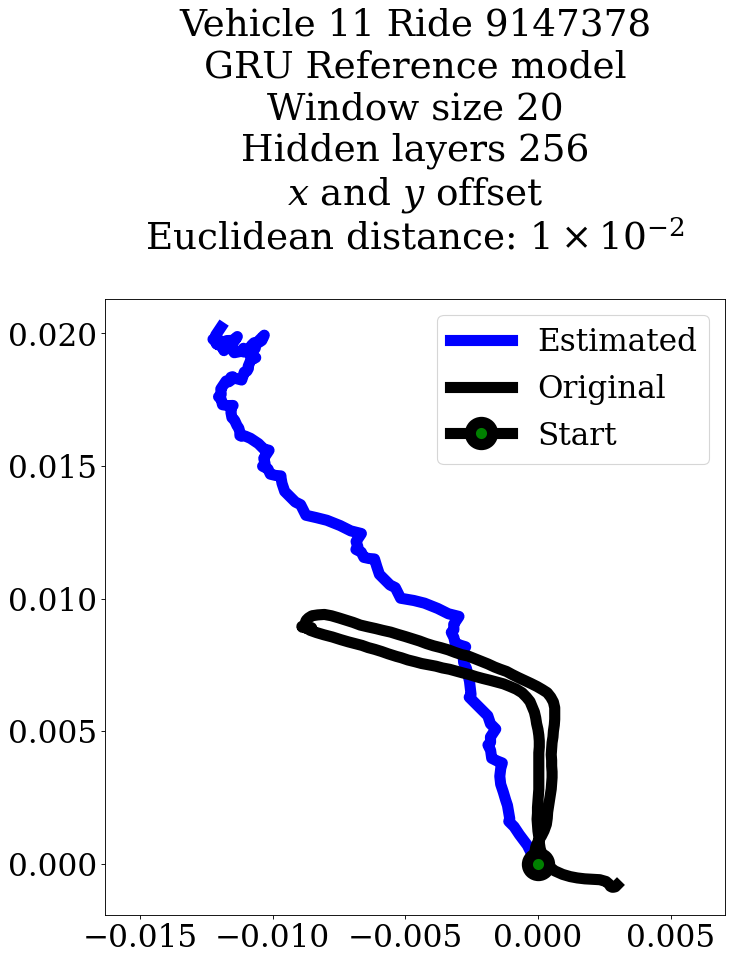 Vehicle 11 Ride 9147378
GRU Reference model
Window size 20
Hidden layers 256
x and y offset
Euclidean distance: 1 × 10⁻²
Estimated
Original
Start
0.020
0.015
0.010
0.005
0.000
−0.015 −0.010 −0.005 0.000 0.005